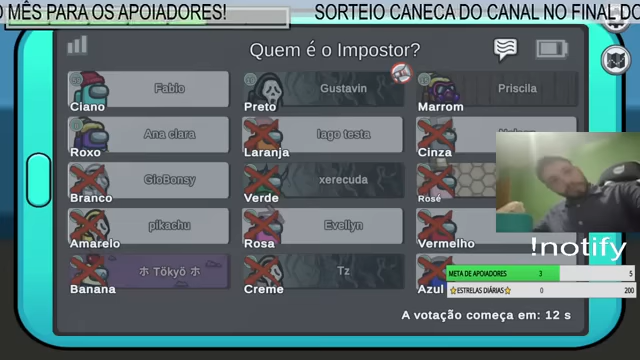 O MÊS PARA OS APOIADORES! SORTEIO CANECA DO CANAL NO FINAL DO
Quem é o Impostor?
Fabio
Ciano
Gustavin
Preto
Priscila
Marrom
Ana clara
Roxo
Iago testa
Laranja
Cinza
GioBonsy
Branco
xerecuda
Verde
Rosé
pikachu
Amarelo
Evellyn
Rosa
Vermelho
ホ Tökyö ホ
Banana
Tz
Creme
Azul
!notify
META DE APOIADORES 3 5
⭐ESTRELAS DIÁRIAS⭐ 0 200
A votação começa em: 12 s